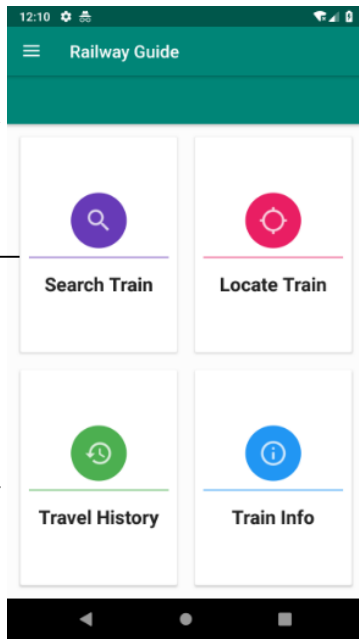 12:10
Railway Guide
Search Train
Locate Train
Travel History
Train Info